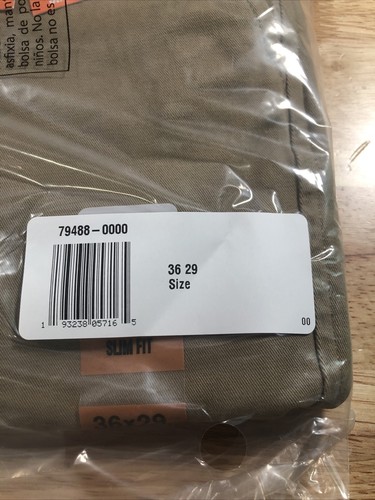 asfixia, man
bolsa de po
niños. No la
bolsa no es
79488-0000
36 29
Size
1 93238 05716 5
00
SLIM FIT
36x29